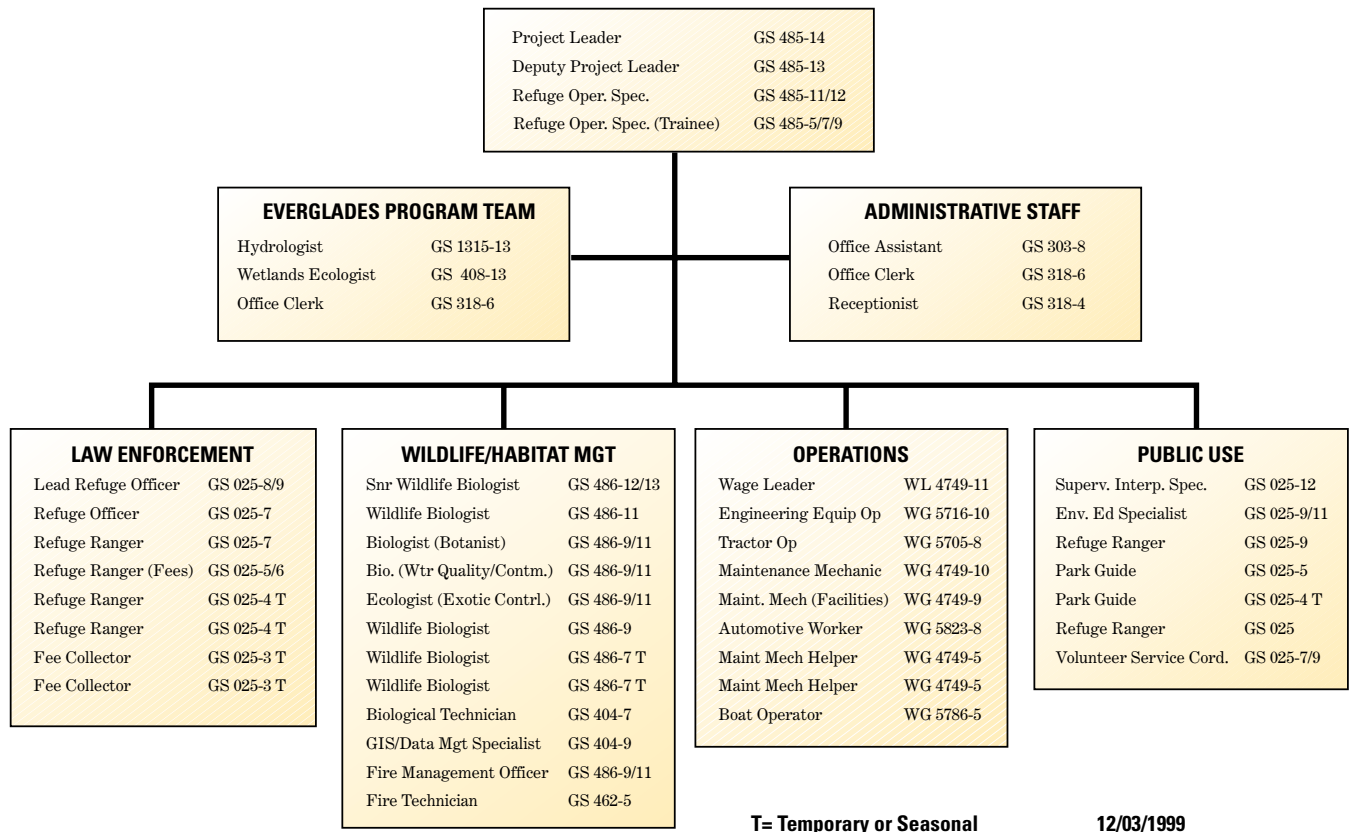 Project Leader GS 485-14
Deputy Project Leader GS 485-13
Refuge Oper. Spec. GS 485-11/12
Refuge Oper. Spec. (Trainee) GS 485-5/7/9
EVERGLADES PROGRAM TEAM
Hydrologist GS 1315-13
Wetlands Ecologist GS 408-13
Office Clerk GS 318-6
ADMINISTRATIVE STAFF
Office Assistant GS 303-8
Office Clerk GS 318-6
Receptionist GS 318-4
LAW ENFORCEMENT
Lead Refuge Officer GS 025-8/9
Refuge Officer GS 025-7
Refuge Ranger GS 025-7
Refuge Ranger (Fees) GS 025-5/6
Refuge Ranger GS 025-4 T
Refuge Ranger GS 025-4 T
Fee Collector GS 025-3 T
Fee Collector GS 025-3 T
WILDLIFE/HABITAT MGT
Snr Wildlife Biologist GS 486-12/13
Wildlife Biologist GS 486-11
Biologist (Botanist) GS 486-9/11
Bio. (Wtr Quality/Contm.) GS 486-9/11
Ecologist (Exotic Contrl.) GS 486-9/11
Wildlife Biologist GS 486-9
Wildlife Biologist GS 486-7 T
Wildlife Biologist GS 486-7 T
Biological Technician GS 404-7
GIS/Data Mgt Specialist GS 404-9
Fire Management Officer GS 486-9/11
Fire Technician GS 462-5
OPERATIONS
Wage Leader WL 4749-11
Engineering Equip Op WG 5716-10
Tractor Op WG 5705-8
Maintenance Mechanic WG 4749-10
Maint. Mech (Facilities) WG 4749-9
Automotive Worker WG 5823-8
Maint Mech Helper WG 4749-5
Maint Mech Helper WG 4749-5
Boat Operator WG 5786-5
PUBLIC USE
Superv. Interp. Spec. GS 025-12
Env. Ed Specialist GS 025-9/11
Refuge Ranger GS 025-9
Park Guide GS 025-5
Park Guide GS 025-4 T
Refuge Ranger GS 025
Volunteer Service Cord. GS 025-7/9
T= Temporary or Seasonal 12/03/1999